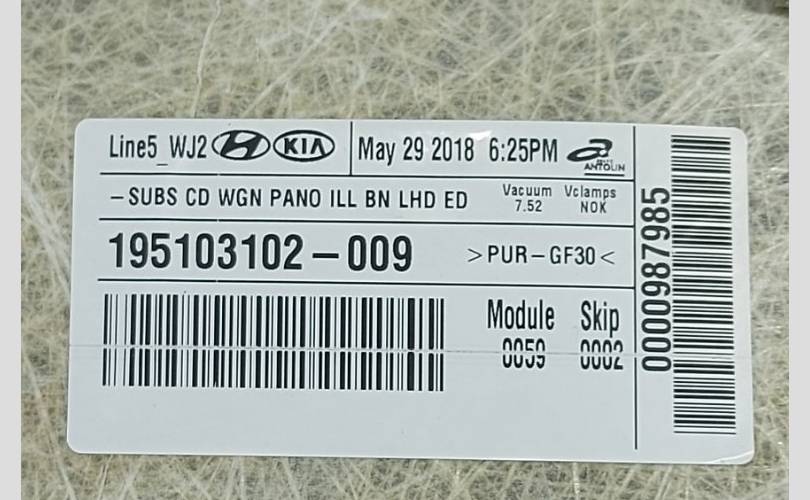 Line5_WJ2 KIA May 29 2018 6:25PM GRUPO ANTOLIN
-SUBS CD WGN PANO ILL BN LHD ED
Vacuum Vclamps
7.52 NOK
195103102-009 >PUR-GF30<
Module Skip
0059 0002
0000987985